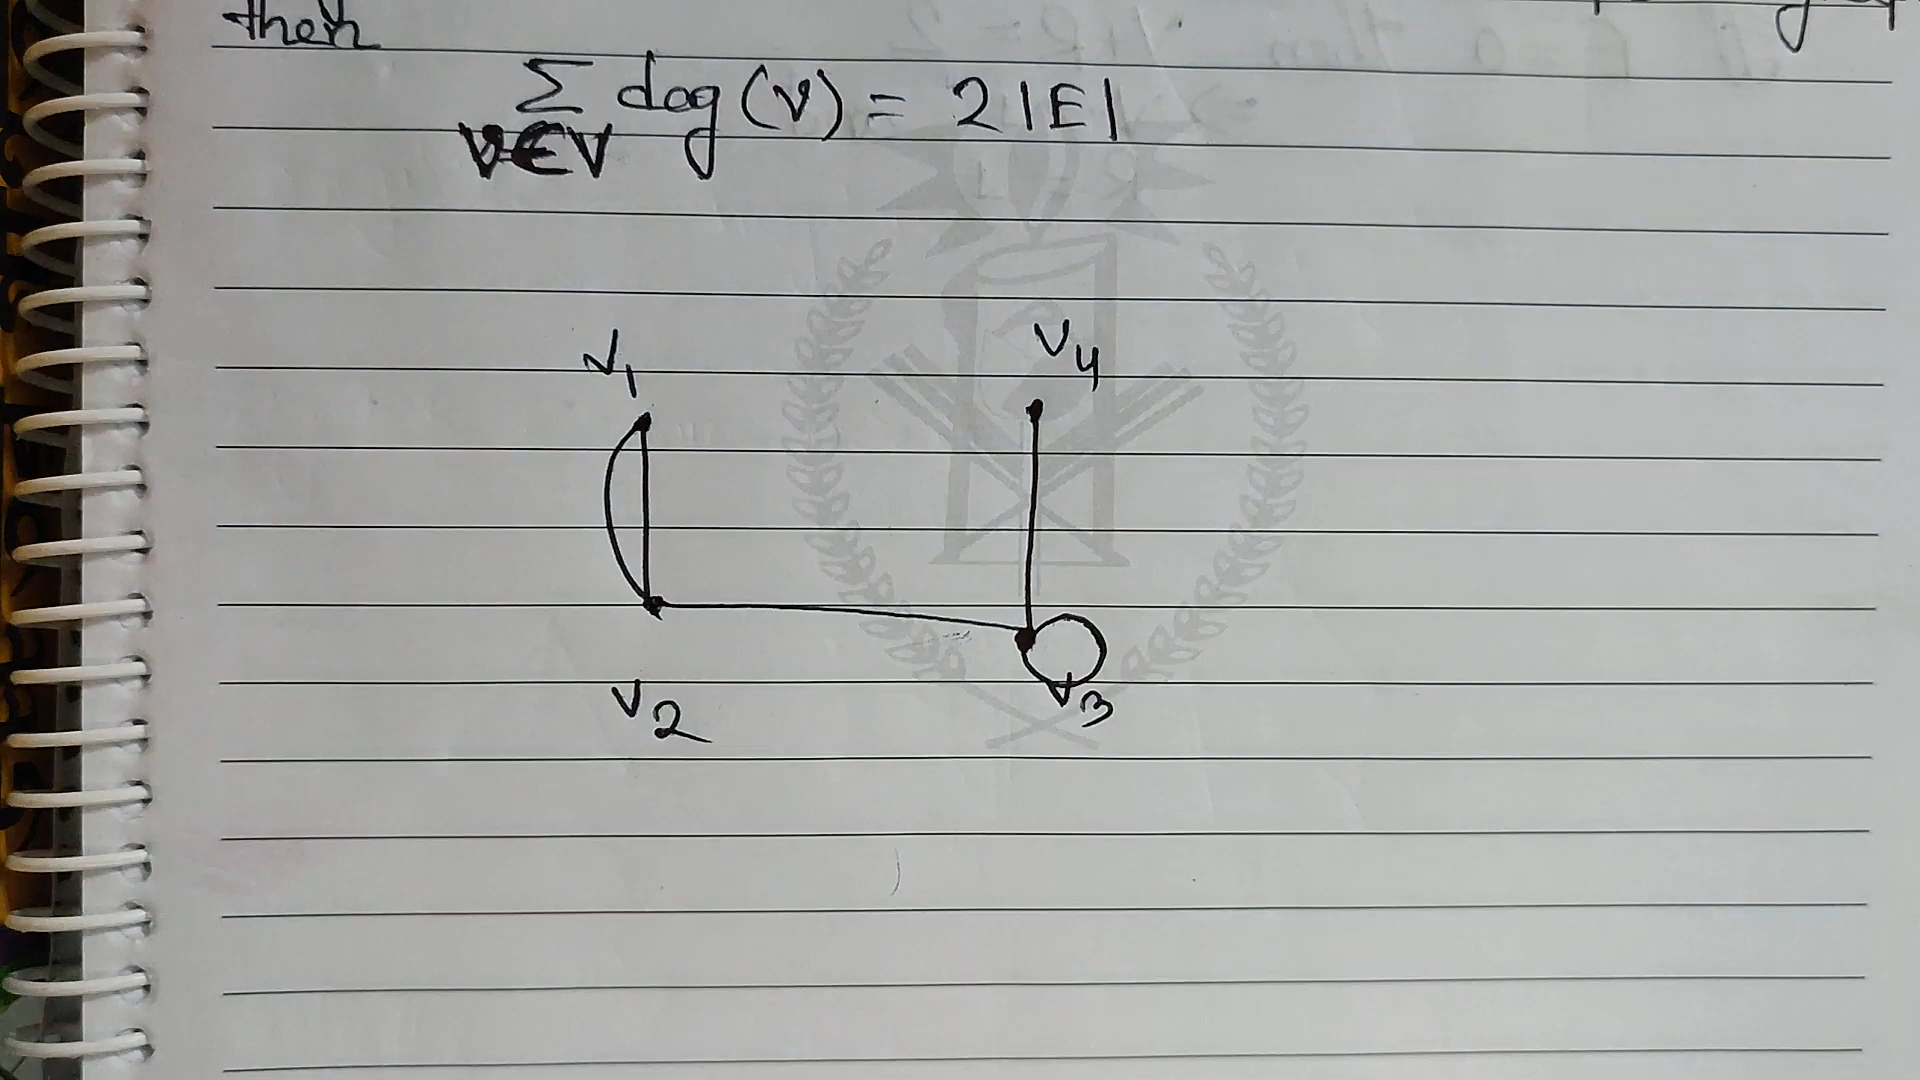 then
Σ deg (v) = 2|E|
v∈V
V1 V4
V2 V3